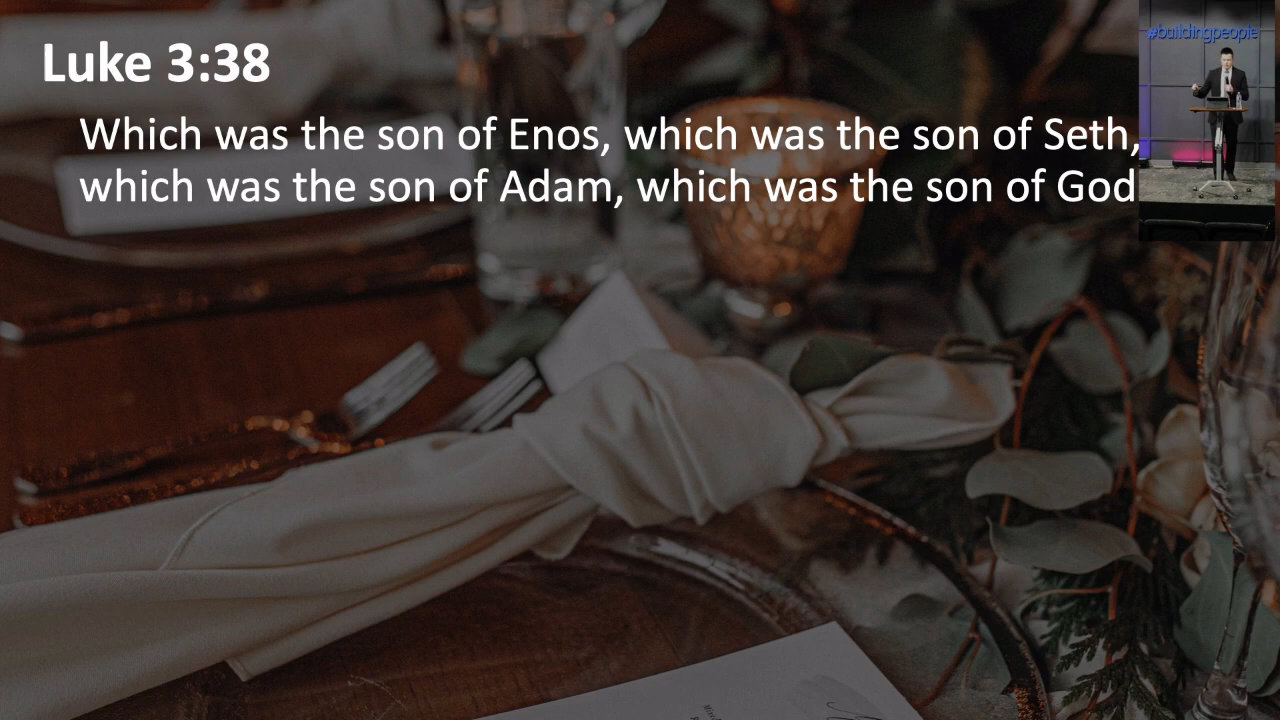 Luke 3:38
#buildingpeople
Which was the son of Enos, which was the son of Seth,
which was the son of Adam, which was the son of God